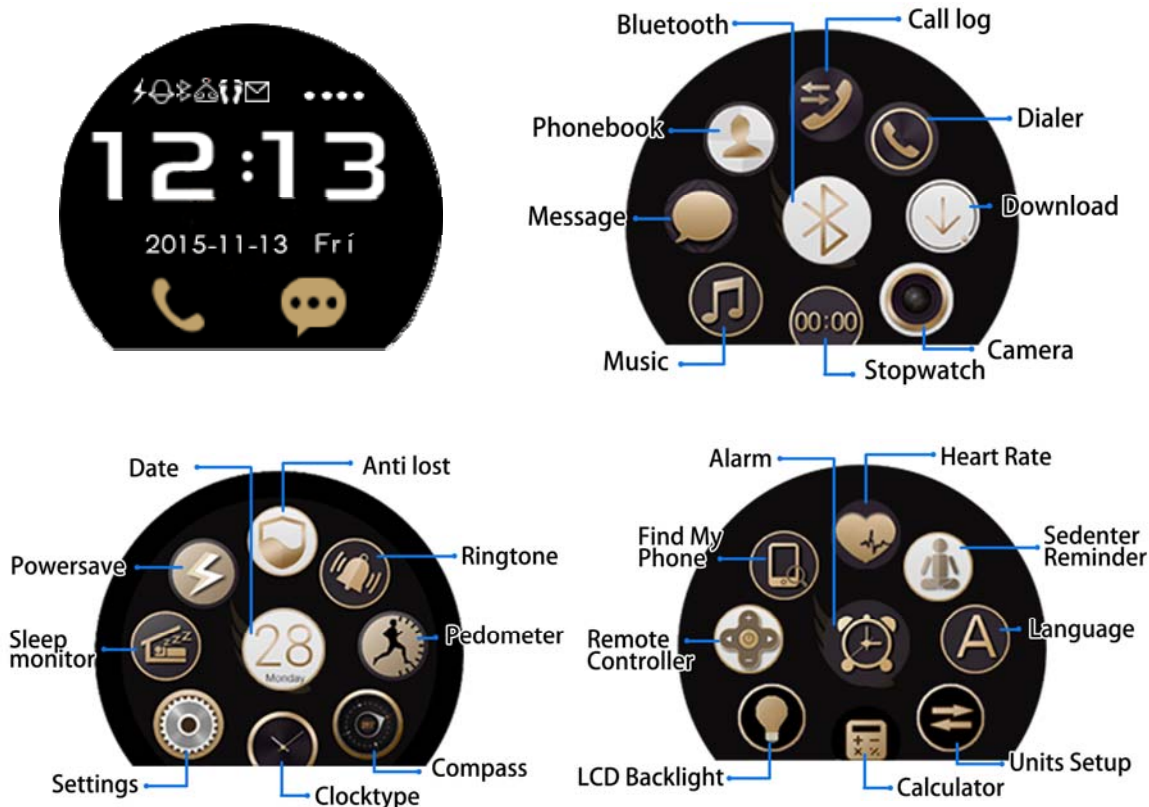 12:13
2015-11-13 Fri
Bluetooth
Call log
Phonebook
Dialer
Message
Download
Music
00:00
Stopwatch
Camera
Date
Anti lost
Powersave
Ringtone
Sleep
monitor
28
Monday
Pedometer
Settings
Clocktype
Compass
Alarm
Heart Rate
Find My
Phone
Sedenter
Reminder
Remote
Controller
A
Language
LCD Backlight
Calculator
Units Setup